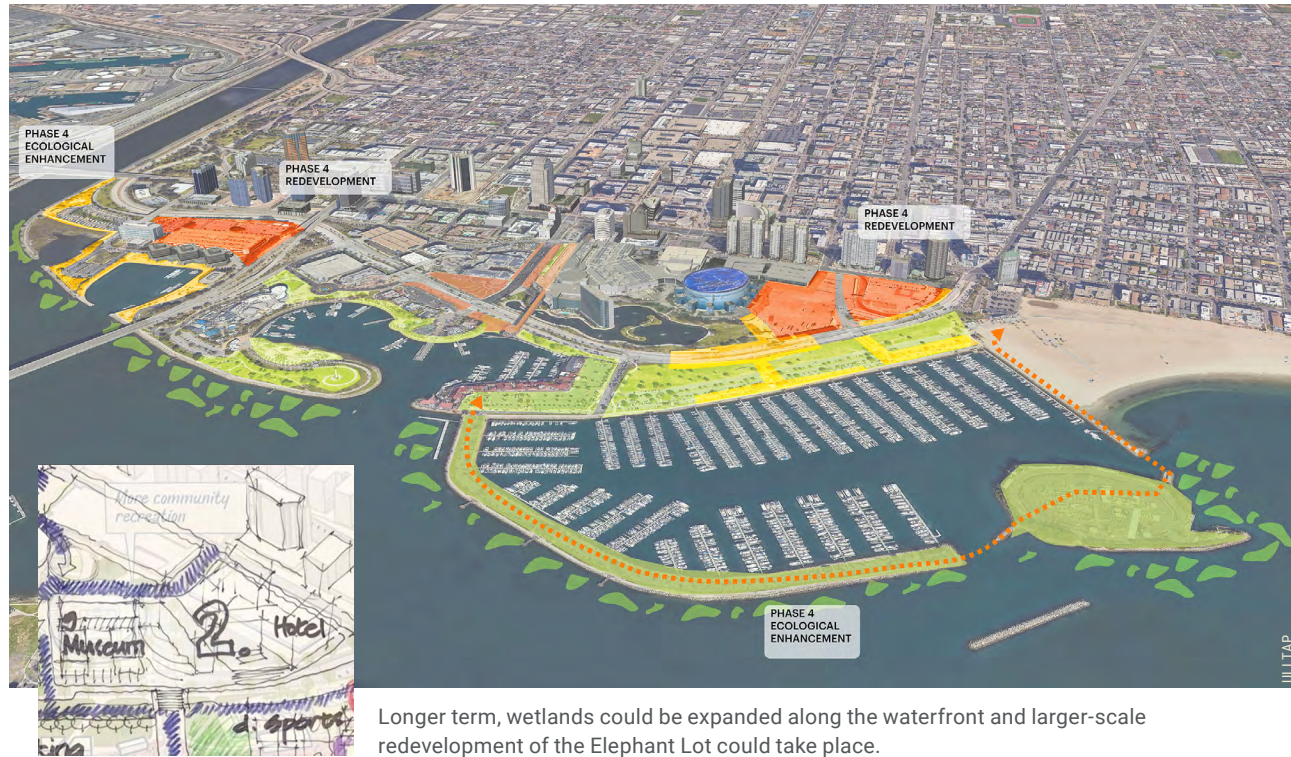 PHASE 4
ECOLOGICAL
ENHANCEMENT
PHASE 4
REDEVELOPMENT
PHASE 4
REDEVELOPMENT
PHASE 4
ECOLOGICAL
ENHANCEMENT
More community
recreation
g.
Museum
2.
Hotel
d. Sports
Longer term, wetlands could be expanded along the waterfront and larger-scale
redevelopment of the Elephant Lot could take place.